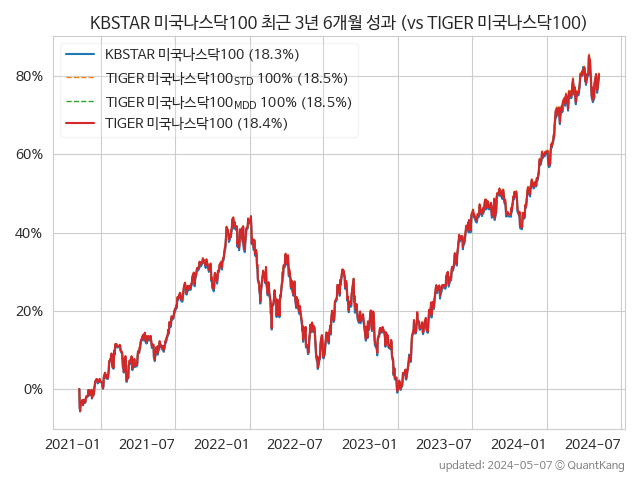 KBSTAR 미국나스닥100 최근 3년 6개월 성과 (vs TIGER 미국나스닥100)
KBSTAR 미국나스닥100 (18.3%)
TIGER 미국나스닥100STD 100% (18.5%)
TIGER 미국나스닥100MDD 100% (18.5%)
TIGER 미국나스닥100 (18.4%)
80%
60%
40%
20%
0%
2021-01 2021-07 2022-01 2022-07 2023-01 2023-07 2024-01 2024-07
updated: 2024-05-07 © QuantKang